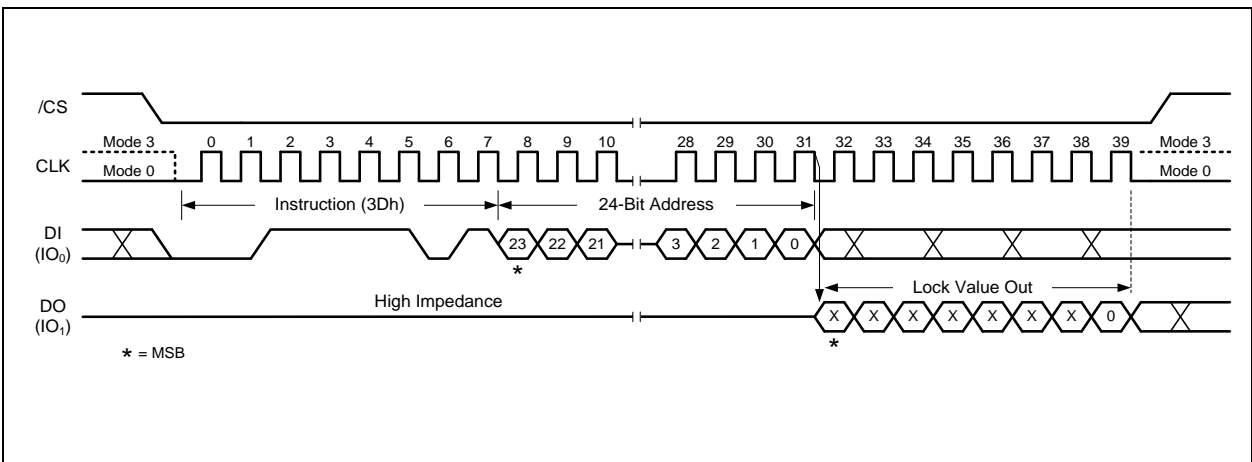 /CS
Mode 3 0 1 2 3 4 5 6 7 8 9 10 28 29 30 31 32 33 34 35 36 37 38 39 Mode 3
CLK
Mode 0 Mode 0
Instruction (3Dh) 24-Bit Address
DI
(IO₀)
23 22 21 3 2 1 0
*
Lock Value Out
High Impedance
DO
(IO₁)
X X X X X X X 0
*
* = MSB